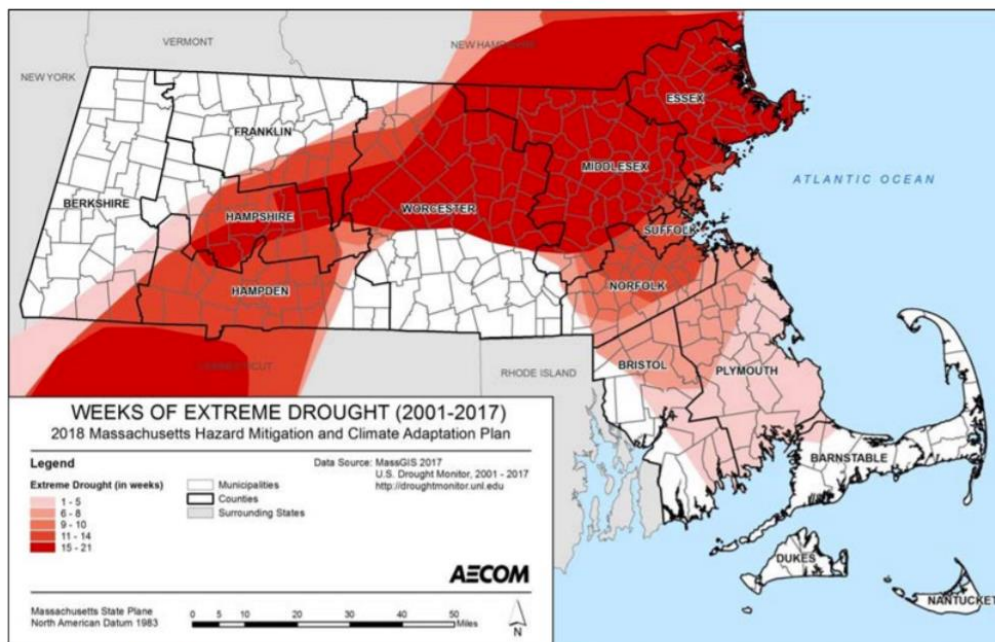 VERMONT
NEW HAMPSHIRE
NEW YORK
ESSEX
FRANKLIN
MIDDLESEX
ATLANTIC OCEAN
BERKSHIRE
HAMPSHIRE
WORCESTER
SUFFOLK
HAMPDEN
NORFOLK
CONNECTICUT
RHODE ISLAND
BRISTOL
PLYMOUTH
BARNSTABLE
DUKES
NANTUCKET
WEEKS OF EXTREME DROUGHT (2001-2017)
2018 Massachusetts Hazard Mitigation and Climate Adaptation Plan
Legend
Extreme Drought (in weeks)
1 - 5
6 - 8
9 - 10
11 - 14
15 - 21
Municipalities
Counties
Surrounding States
Data Source: MassGIS 2017
U.S. Drought Monitor, 2001 - 2017
http://droughtmonitor.unl.edu
AECOM
Massachusetts State Plane
North American Datum 1983
0 5 10 20 30 40 50
Miles
N